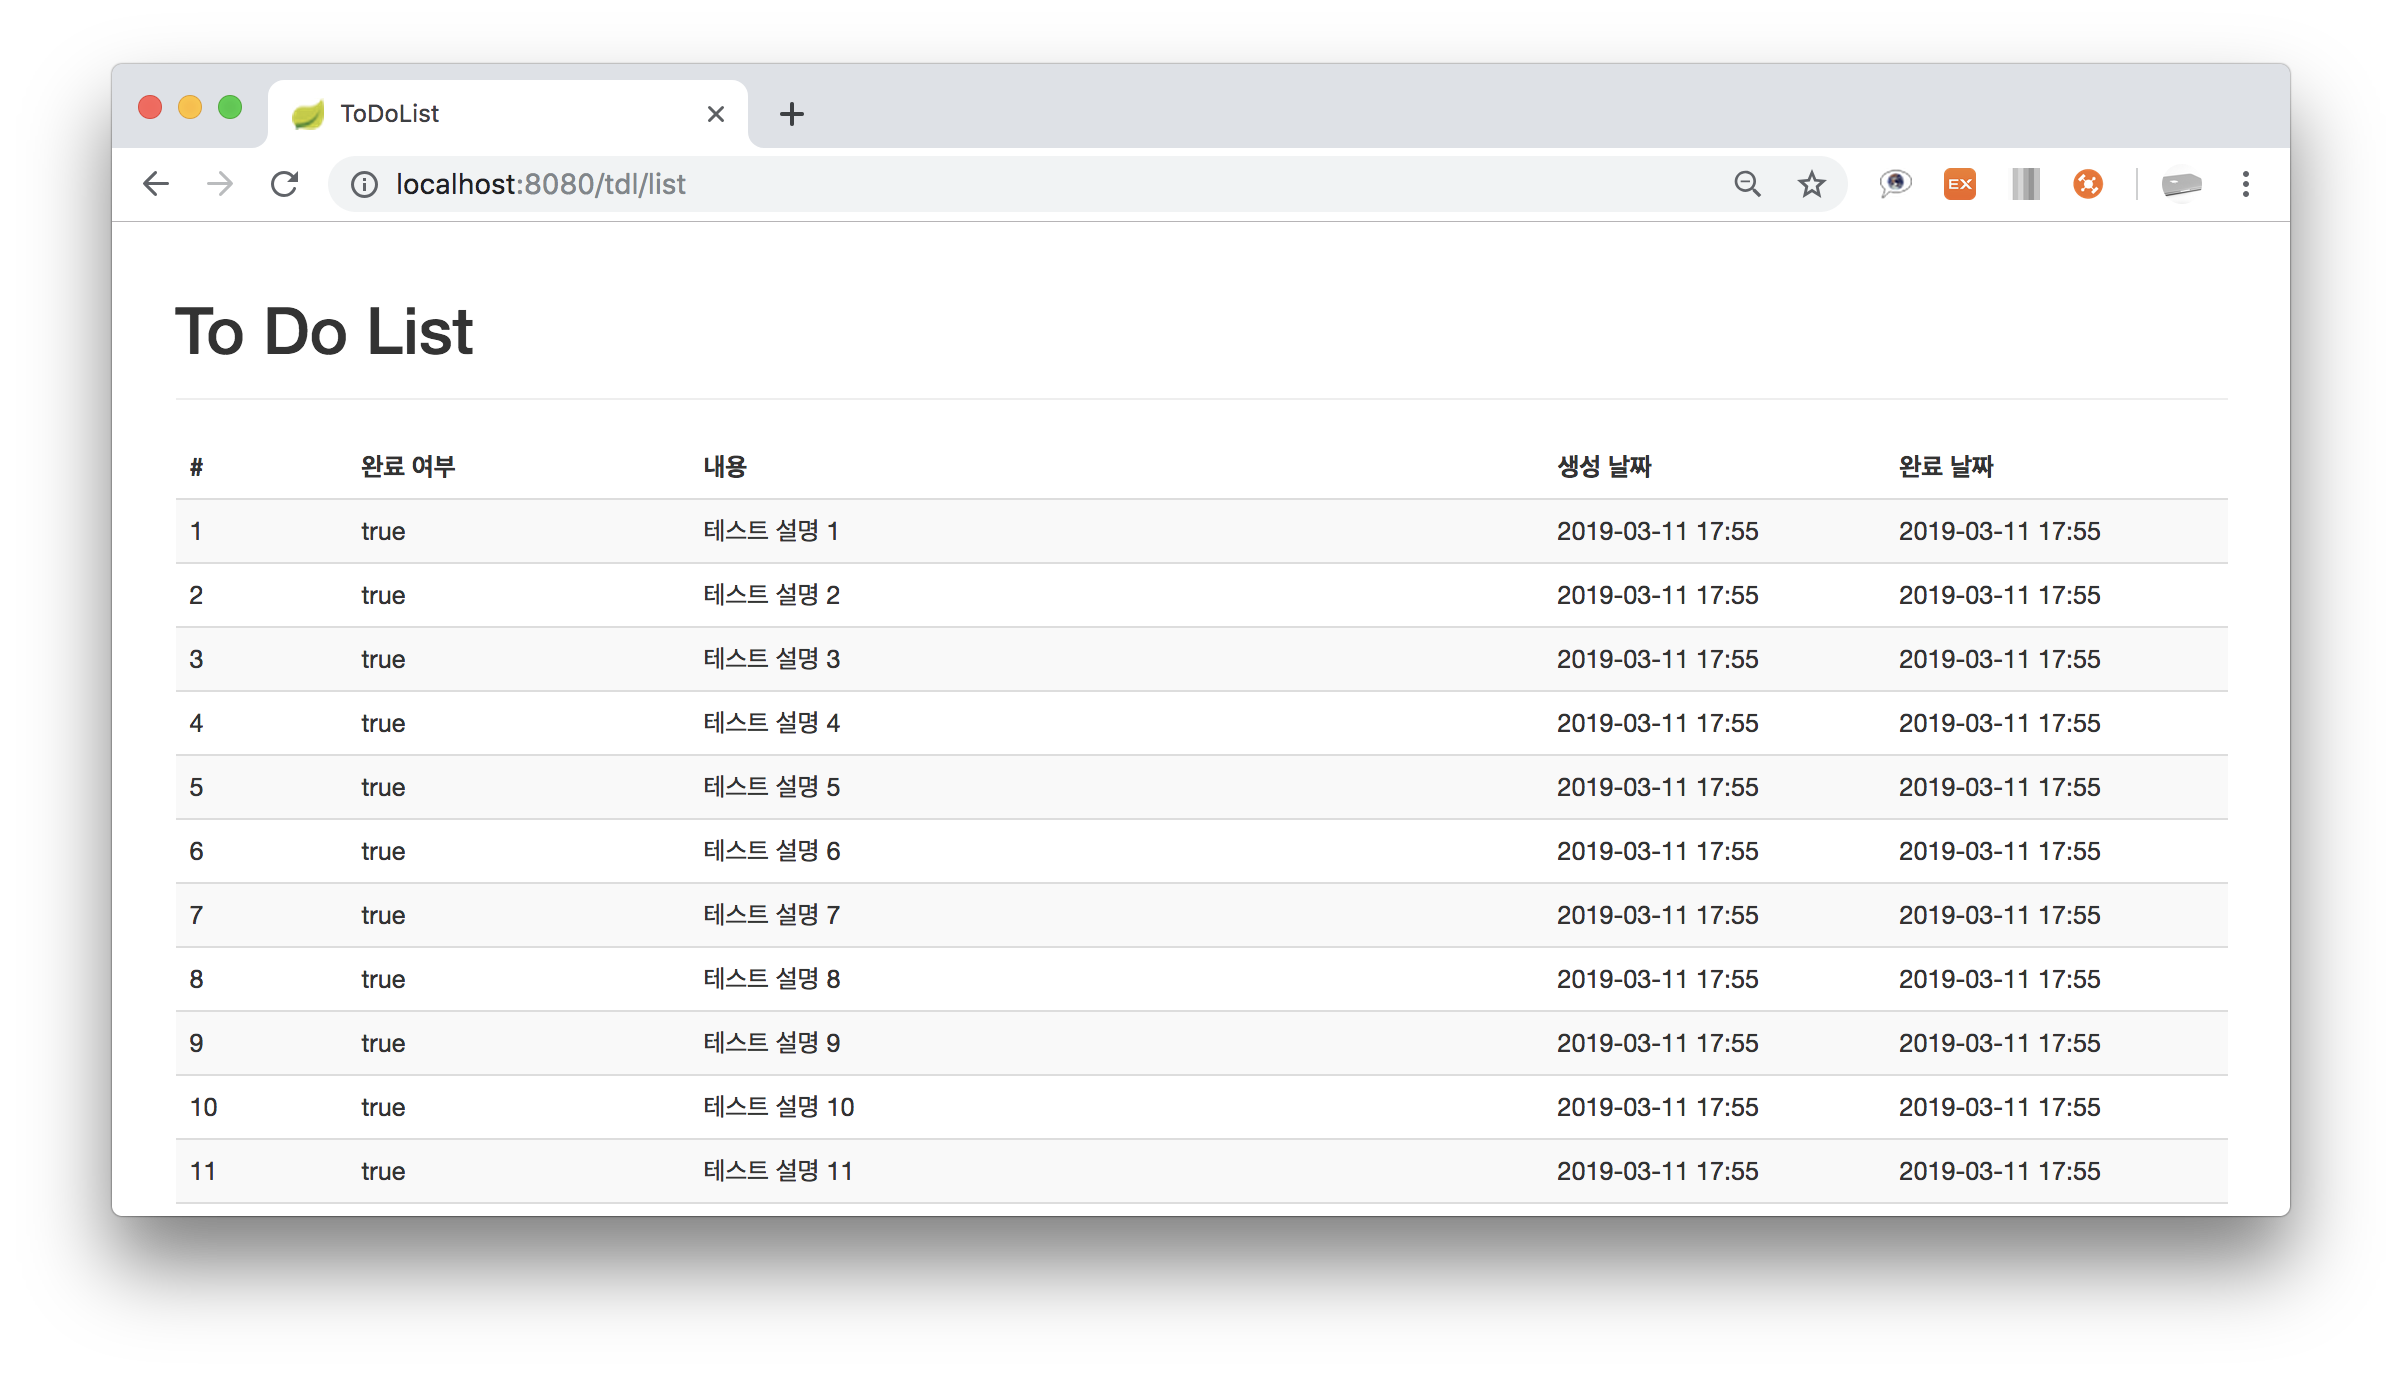 ToDoList
localhost:8080/tdl/list
EX
To Do List
# 완료 여부 내용 생성 날짜 완료 날짜
1 true 테스트 설명 1 2019-03-11 17:55 2019-03-11 17:55
2 true 테스트 설명 2 2019-03-11 17:55 2019-03-11 17:55
3 true 테스트 설명 3 2019-03-11 17:55 2019-03-11 17:55
4 true 테스트 설명 4 2019-03-11 17:55 2019-03-11 17:55
5 true 테스트 설명 5 2019-03-11 17:55 2019-03-11 17:55
6 true 테스트 설명 6 2019-03-11 17:55 2019-03-11 17:55
7 true 테스트 설명 7 2019-03-11 17:55 2019-03-11 17:55
8 true 테스트 설명 8 2019-03-11 17:55 2019-03-11 17:55
9 true 테스트 설명 9 2019-03-11 17:55 2019-03-11 17:55
10 true 테스트 설명 10 2019-03-11 17:55 2019-03-11 17:55
11 true 테스트 설명 11 2019-03-11 17:55 2019-03-11 17:55